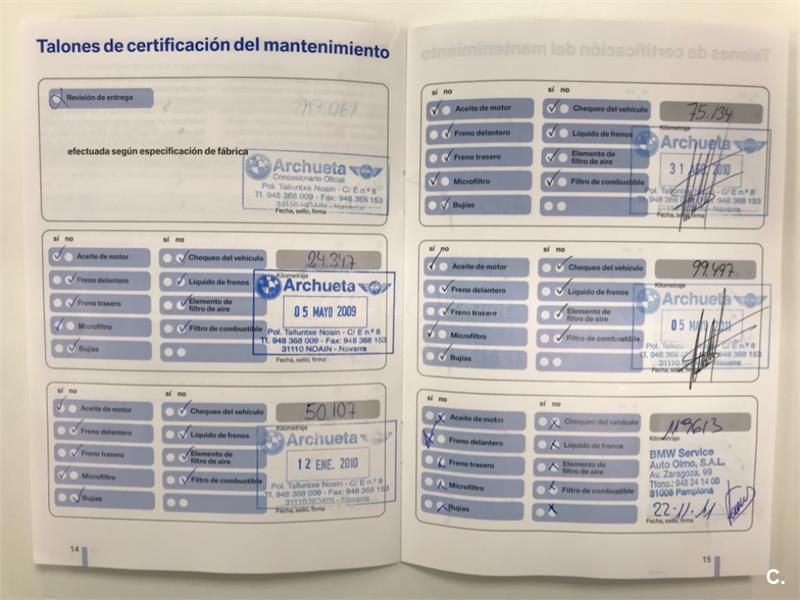 Talones de certificación del mantenimiento
Revisión de entrega
efectuada según especificación de fábrica
Archueta
Concesionario Oficial
Pol. Talluntxe Noain - C/ E n.º 8
Tf. 948 368 009 - Fax: 948 368 153
31110 NOAIN - Navarra
Fecha, sello, firma
sí no
sí no
24.347
Aceite de motor
Chequeo del vehículo
Kilometraje
Freno delantero
Líquido de frenos
Archueta
Freno trasero
Elemento de filtro de aire
05 MAYO 2009
Microfiltro
Filtro de combustible
Pol. Talluntxe Noain - C/ E n.º 8
Tf. 948 368 009 - Fax: 948 368 153
31110 NOAIN - Navarra
Bujías
sí no
sí no
50.107
Aceite de motor
Chequeo del vehículo
Freno delantero
Líquido de frenos
Archueta
Freno trasero
Elemento de filtro de aire
12 ENE. 2010
Microfiltro
Filtro de combustible
Pol. Talluntxe Noain - C/ E n.º 8
Tf. 948 368 009 - Fax: 948 368 153
31110 NOAIN - Navarra
Bujías
Fecha, sello, firma
14
sí no
sí no
75.134
Aceite de motor
Chequeo del vehículo
Kilometraje
Freno delantero
Líquido de frenos
Archueta
Freno trasero
Elemento de filtro de aire
31 2010
Microfiltro
Filtro de combustible
Bujías
Fecha, sello, firma
sí no
sí no
99.497
Aceite de motor
Chequeo del vehículo
Kilometraje
Freno delantero
Líquido de frenos
Archueta
Freno trasero
Elemento de filtro de aire
05
Microfiltro
Filtro de combustible
Bujías
Fecha, sello, firma
sí no
sí no
119613
Aceite de motor
Chequeo del vehículo
Kilometraje
Freno delantero
Líquido de frenos
BMW Service
Auto Olmo, S.A.L.
Freno trasero
Elemento de filtro de aire
Av. Zaragoza, 99
Tfono.: 948 24 14 00
Microfiltro
Filtro de combustible
31006 Pamplona
Bujías
22-11-11
Fecha, sello, firma
15
C.